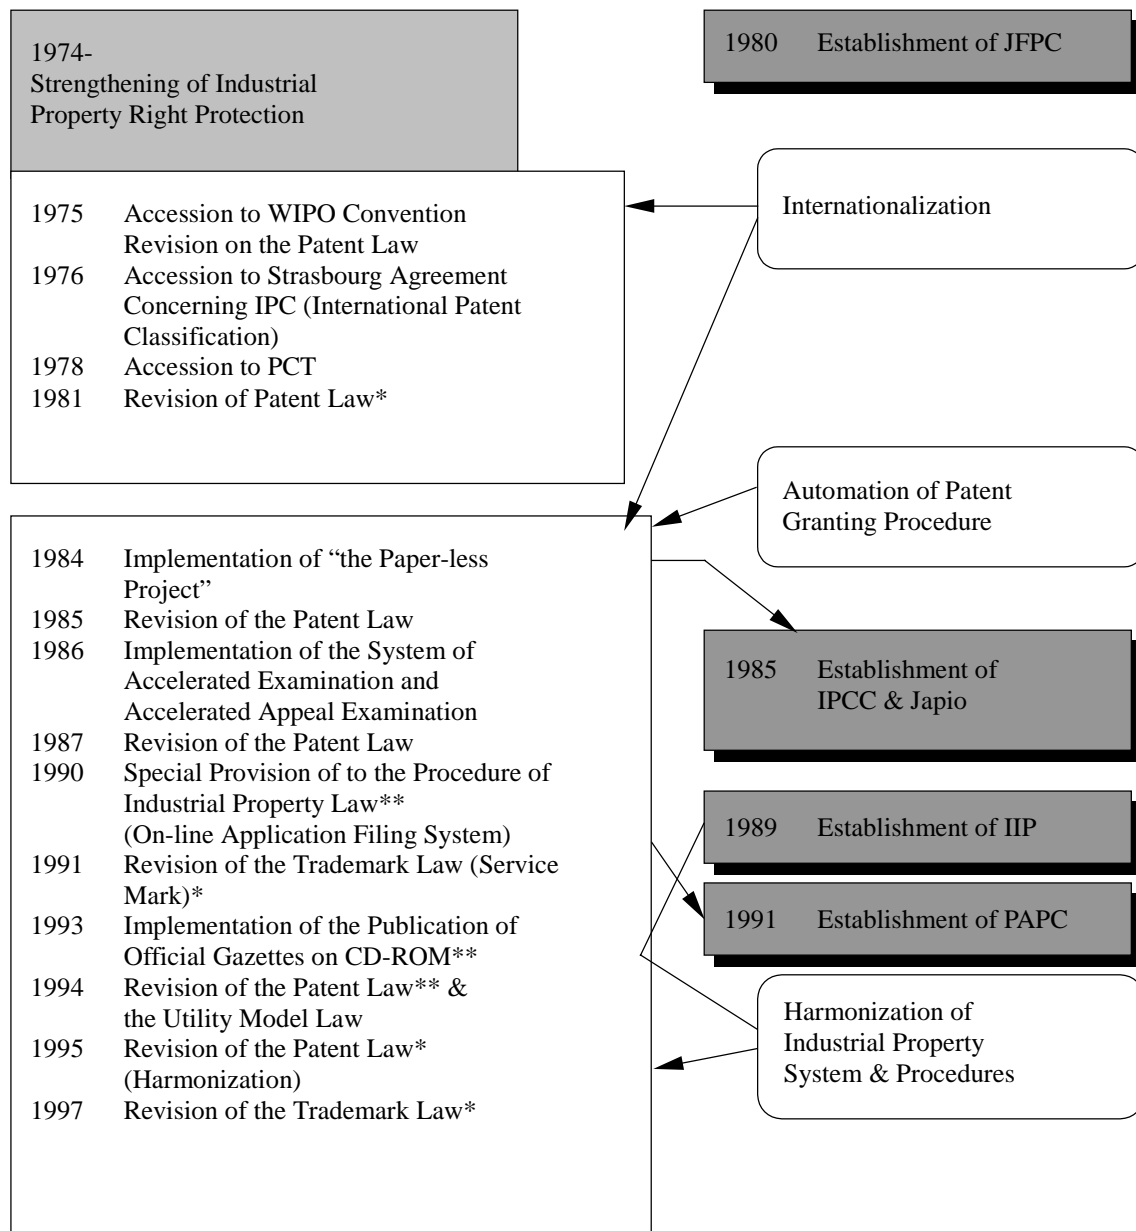 1974-
Strengthening of Industrial
Property Right Protection
1975 Accession to WIPO Convention
Revision on the Patent Law
1976 Accession to Strasbourg Agreement
Concerning IPC (International Patent
Classification)
1978 Accession to PCT
1981 Revision of Patent Law*
1984 Implementation of “the Paper-less
Project”
1985 Revision of the Patent Law
1986 Implementation of the System of
Accelerated Examination and
Accelerated Appeal Examination
1987 Revision of the Patent Law
1990 Special Provision of to the Procedure of
Industrial Property Law**
(On-line Application Filing System)
1991 Revision of the Trademark Law (Service
Mark)*
1993 Implementation of the Publication of
Official Gazettes on CD-ROM**
1994 Revision of the Patent Law** &
the Utility Model Law
1995 Revision of the Patent Law*
(Harmonization)
1997 Revision of the Trademark Law*
1980 Establishment of JFPC
Internationalization
Automation of Patent
Granting Procedure
1985 Establishment of
IPCC & Japio
1989 Establishment of IIP
1991 Establishment of PAPC
Harmonization of
Industrial Property
System & Procedures